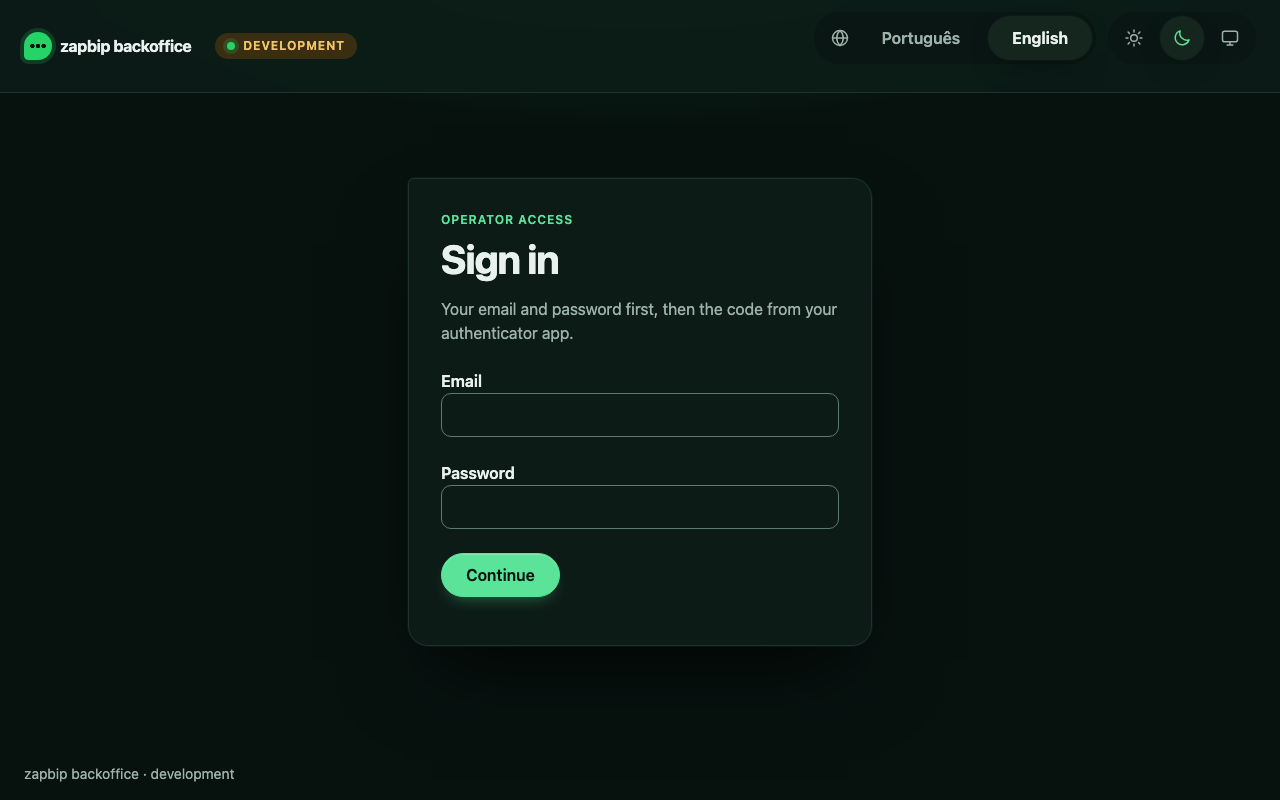 zapbip backoffice
DEVELOPMENT
Português
English
OPERATOR ACCESS
Sign in
Your email and password first, then the code from your
authenticator app.
Email
Password
Continue
zapbip backoffice · development